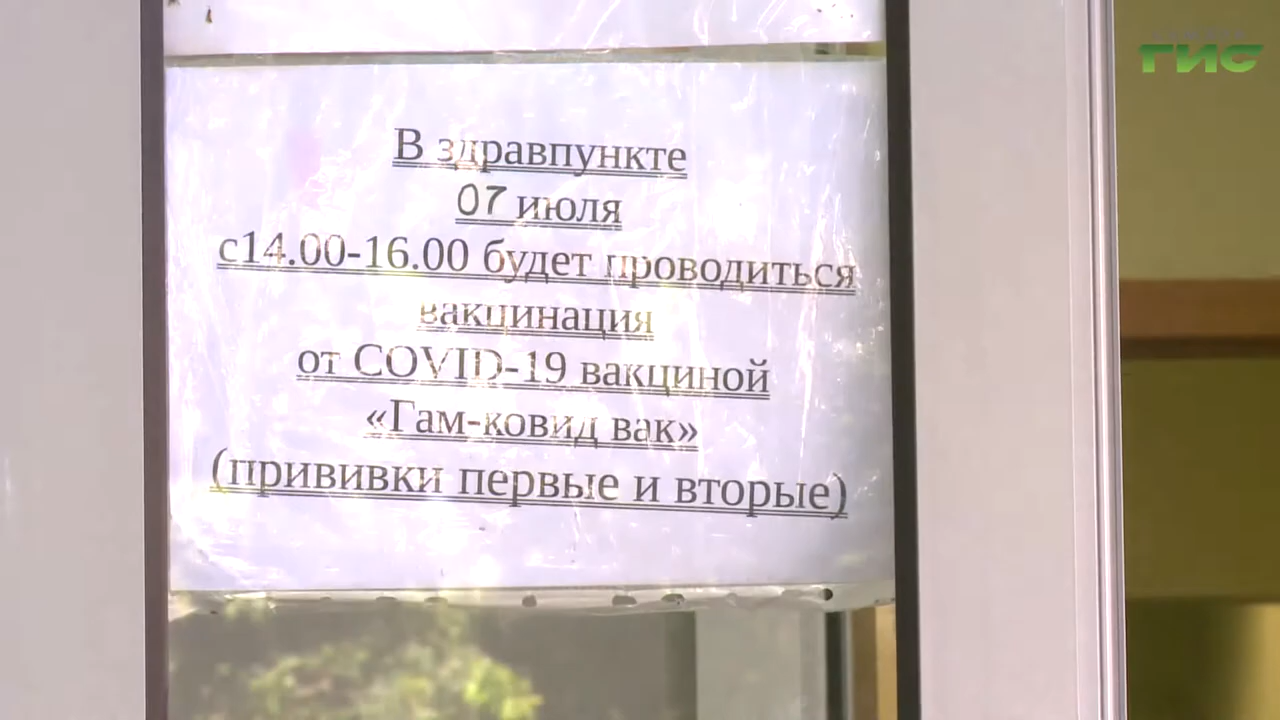 ГИС
В здравпункте
07 июля
с14.00-16.00 будет проводиться
вакцинация
от COVID-19 вакциной
«Гам-ковид вак»
(прививки первые и вторые)